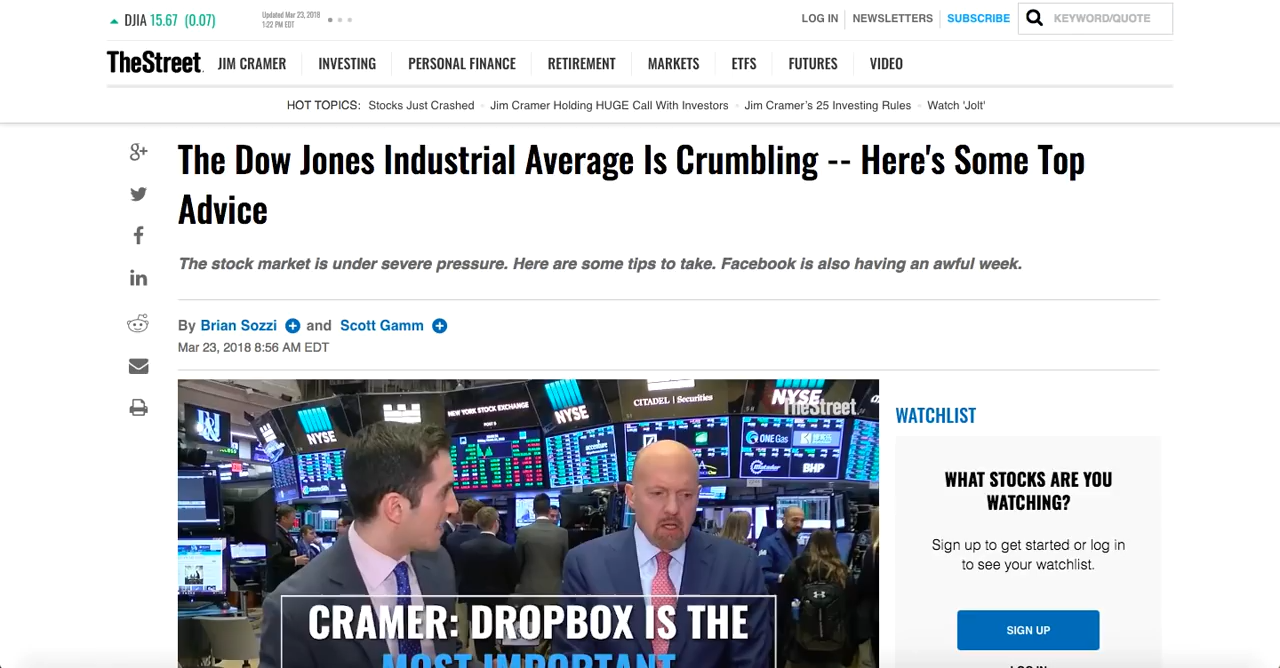 DJIA 15.67 (0.07)
Updated Mar 23, 2018
1:22 PM EDT
LOG IN
NEWSLETTERS
SUBSCRIBE
KEYWORD/QUOTE
TheStreet
JIM CRAMER
INVESTING
PERSONAL FINANCE
RETIREMENT
MARKETS
ETFS
FUTURES
VIDEO
HOT TOPICS: Stocks Just Crashed
Jim Cramer Holding HUGE Call With Investors
Jim Cramer's 25 Investing Rules
Watch 'Jolt'
The Dow Jones Industrial Average Is Crumbling -- Here's Some Top
Advice
The stock market is under severe pressure. Here are some tips to take. Facebook is also having an awful week.
By Brian Sozzi and Scott Gamm
Mar 23, 2018 8:56 AM EDT
NYSE
NEW YORK STOCK EXCHANGE
NYSE
CITADEL | Securities
NYSE
TheStreet
ONE Gas
BHP
CRAMER: DROPBOX IS THE
MOST IMPORTANT
WATCHLIST
WHAT STOCKS ARE YOU
WATCHING?
Sign up to get started or log in
to see your watchlist.
SIGN UP
LOG IN